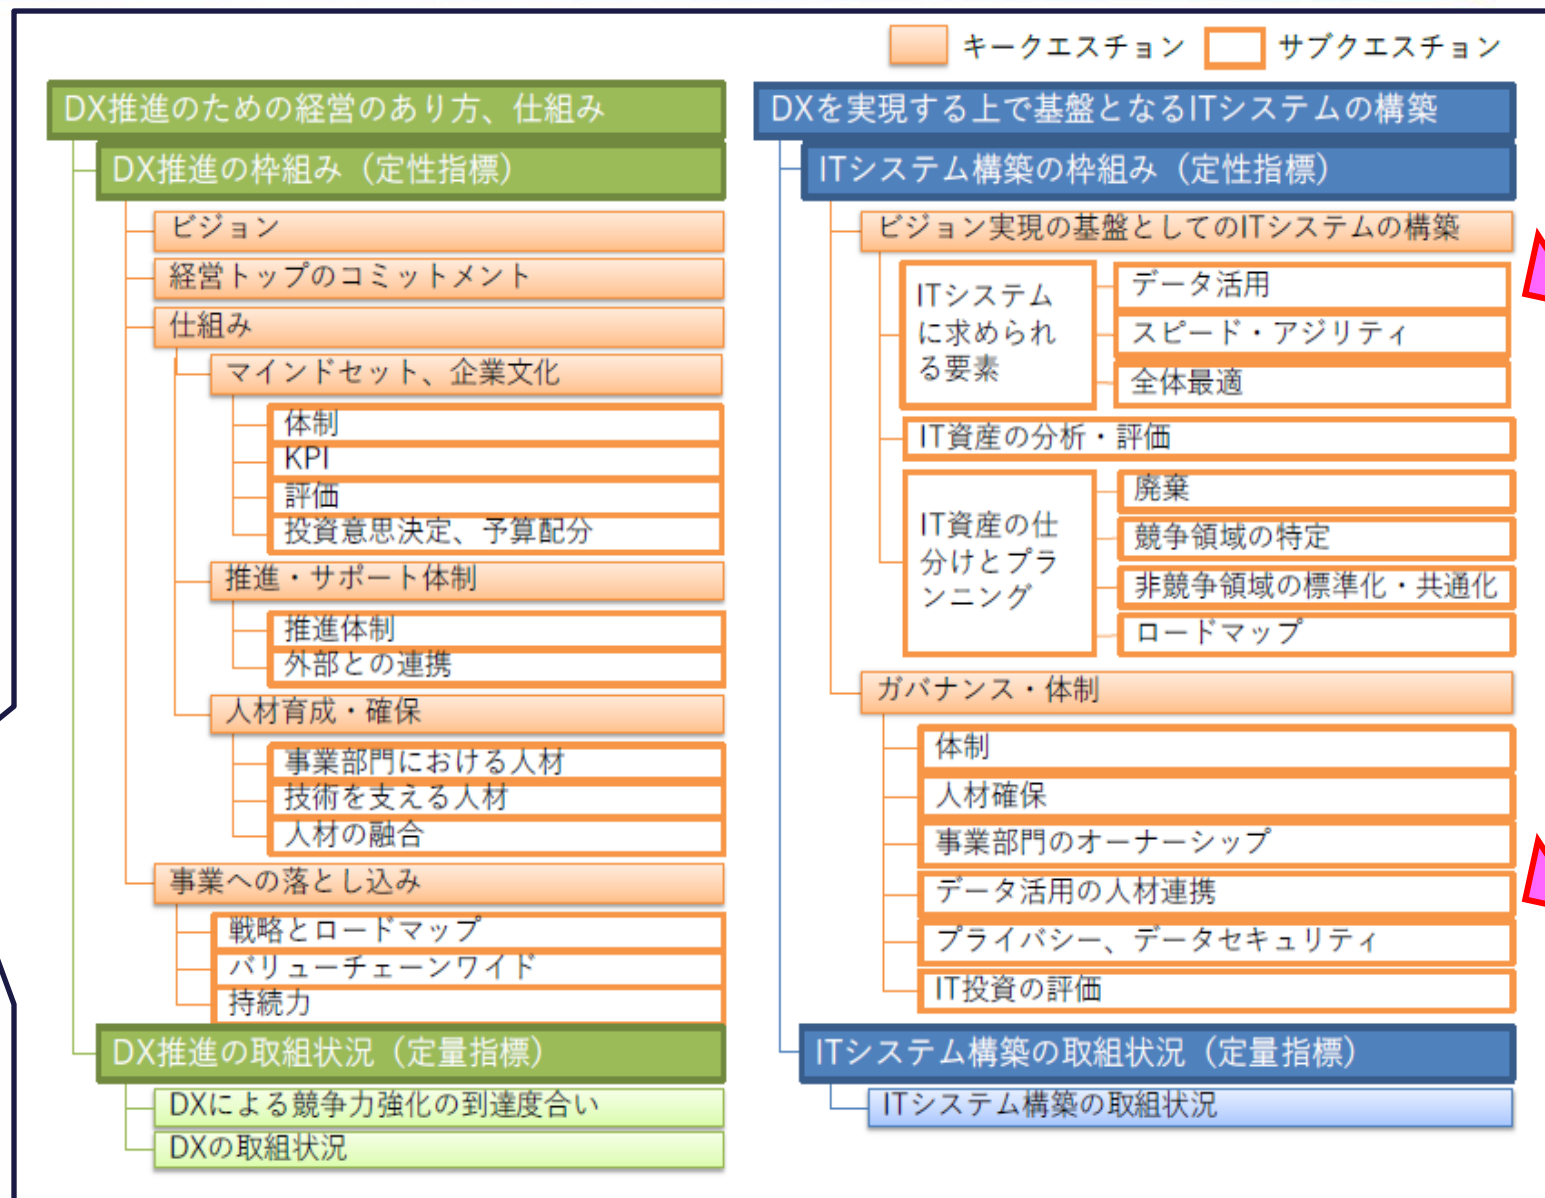 キークエスチョン
サブクエスチョン
DX推進のための経営のあり方、仕組み
DX推進の枠組み（定性指標）
ビジョン
経営トップのコミットメント
仕組み
マインドセット、企業文化
体制
KPI
評価
投資意思決定、予算配分
推進・サポート体制
推進体制
外部との連携
人材育成・確保
事業部門における人材
技術を支える人材
人材の融合
事業への落とし込み
戦略とロードマップ
バリューチェーンワイド
持続力
DX推進の取組状況（定量指標）
DXによる競争力強化の到達度合い
DXの取組状況
DXを実現する上で基盤となるITシステムの構築
ITシステム構築の枠組み（定性指標）
ビジョン実現の基盤としてのITシステムの構築
ITシステム
に求められ
る要素
データ活用
スピード・アジリティ
全体最適
IT資産の分析・評価
IT資産の仕
分けとプラ
ンニング
廃棄
競争領域の特定
非競争領域の標準化・共通化
ロードマップ
ガバナンス・体制
体制
人材確保
事業部門のオーナーシップ
データ活用の人材連携
プライバシー、データセキュリティ
IT投資の評価
ITシステム構築の取組状況（定量指標）
ITシステム構築の取組状況